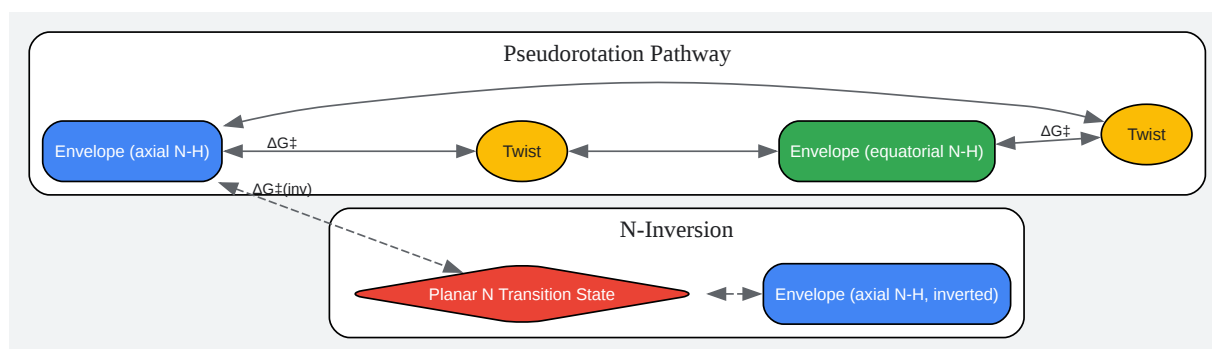 Pseudorotation Pathway
Envelope (axial N-H)
ΔG‡
Twist
Envelope (equatorial N-H)
ΔG‡
Twist
ΔG‡(inv)
N-Inversion
Planar N Transition State
Envelope (axial N-H, inverted)